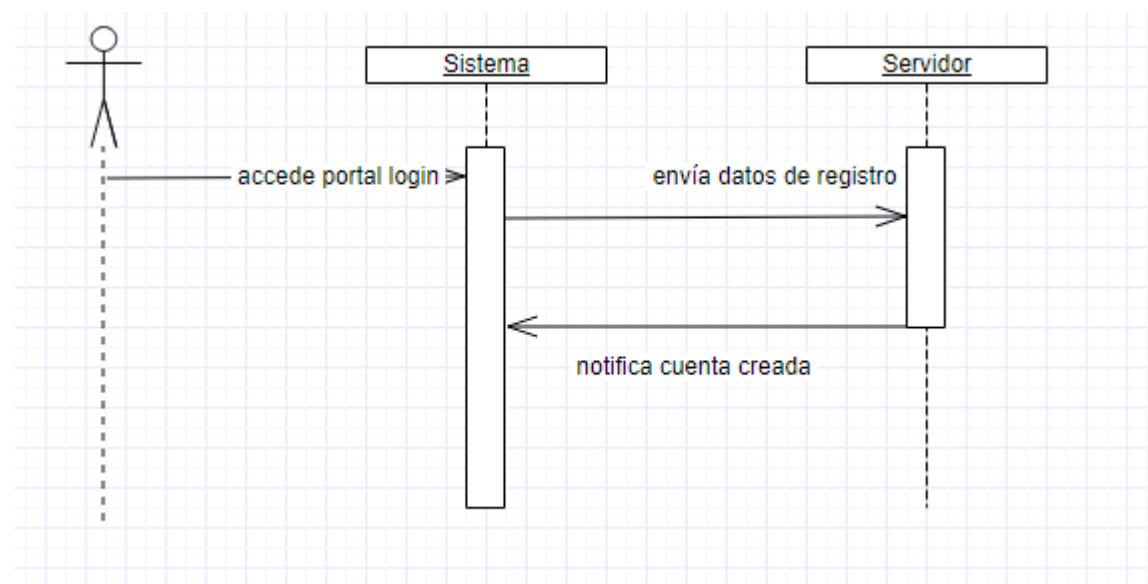 Sistema
Servidor
accede portal login
envía datos de registro
notifica cuenta creada